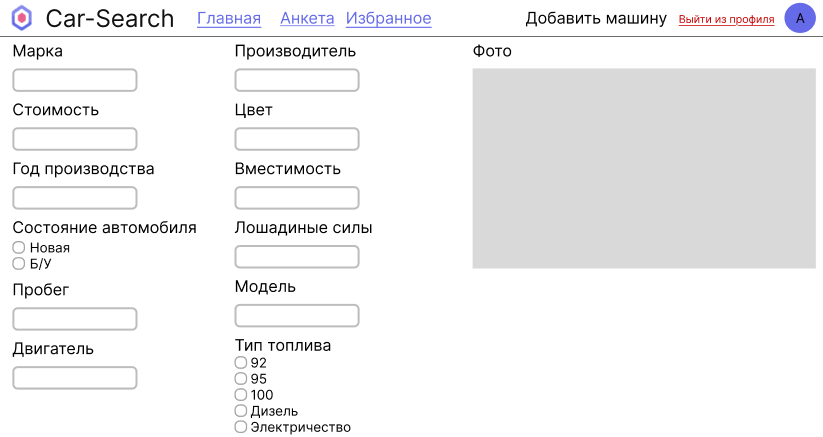 Car-Search Главная Анкета Избранное Добавить машину Выйти из профиля А
Марка
Стоимость
Год производства
Состояние автомобиля
Новая
Б/У
Пробег
Двигатель
Производитель
Цвет
Вместимость
Лошадиные силы
Модель
Тип топлива
92
95
100
Дизель
Электричество
Фото